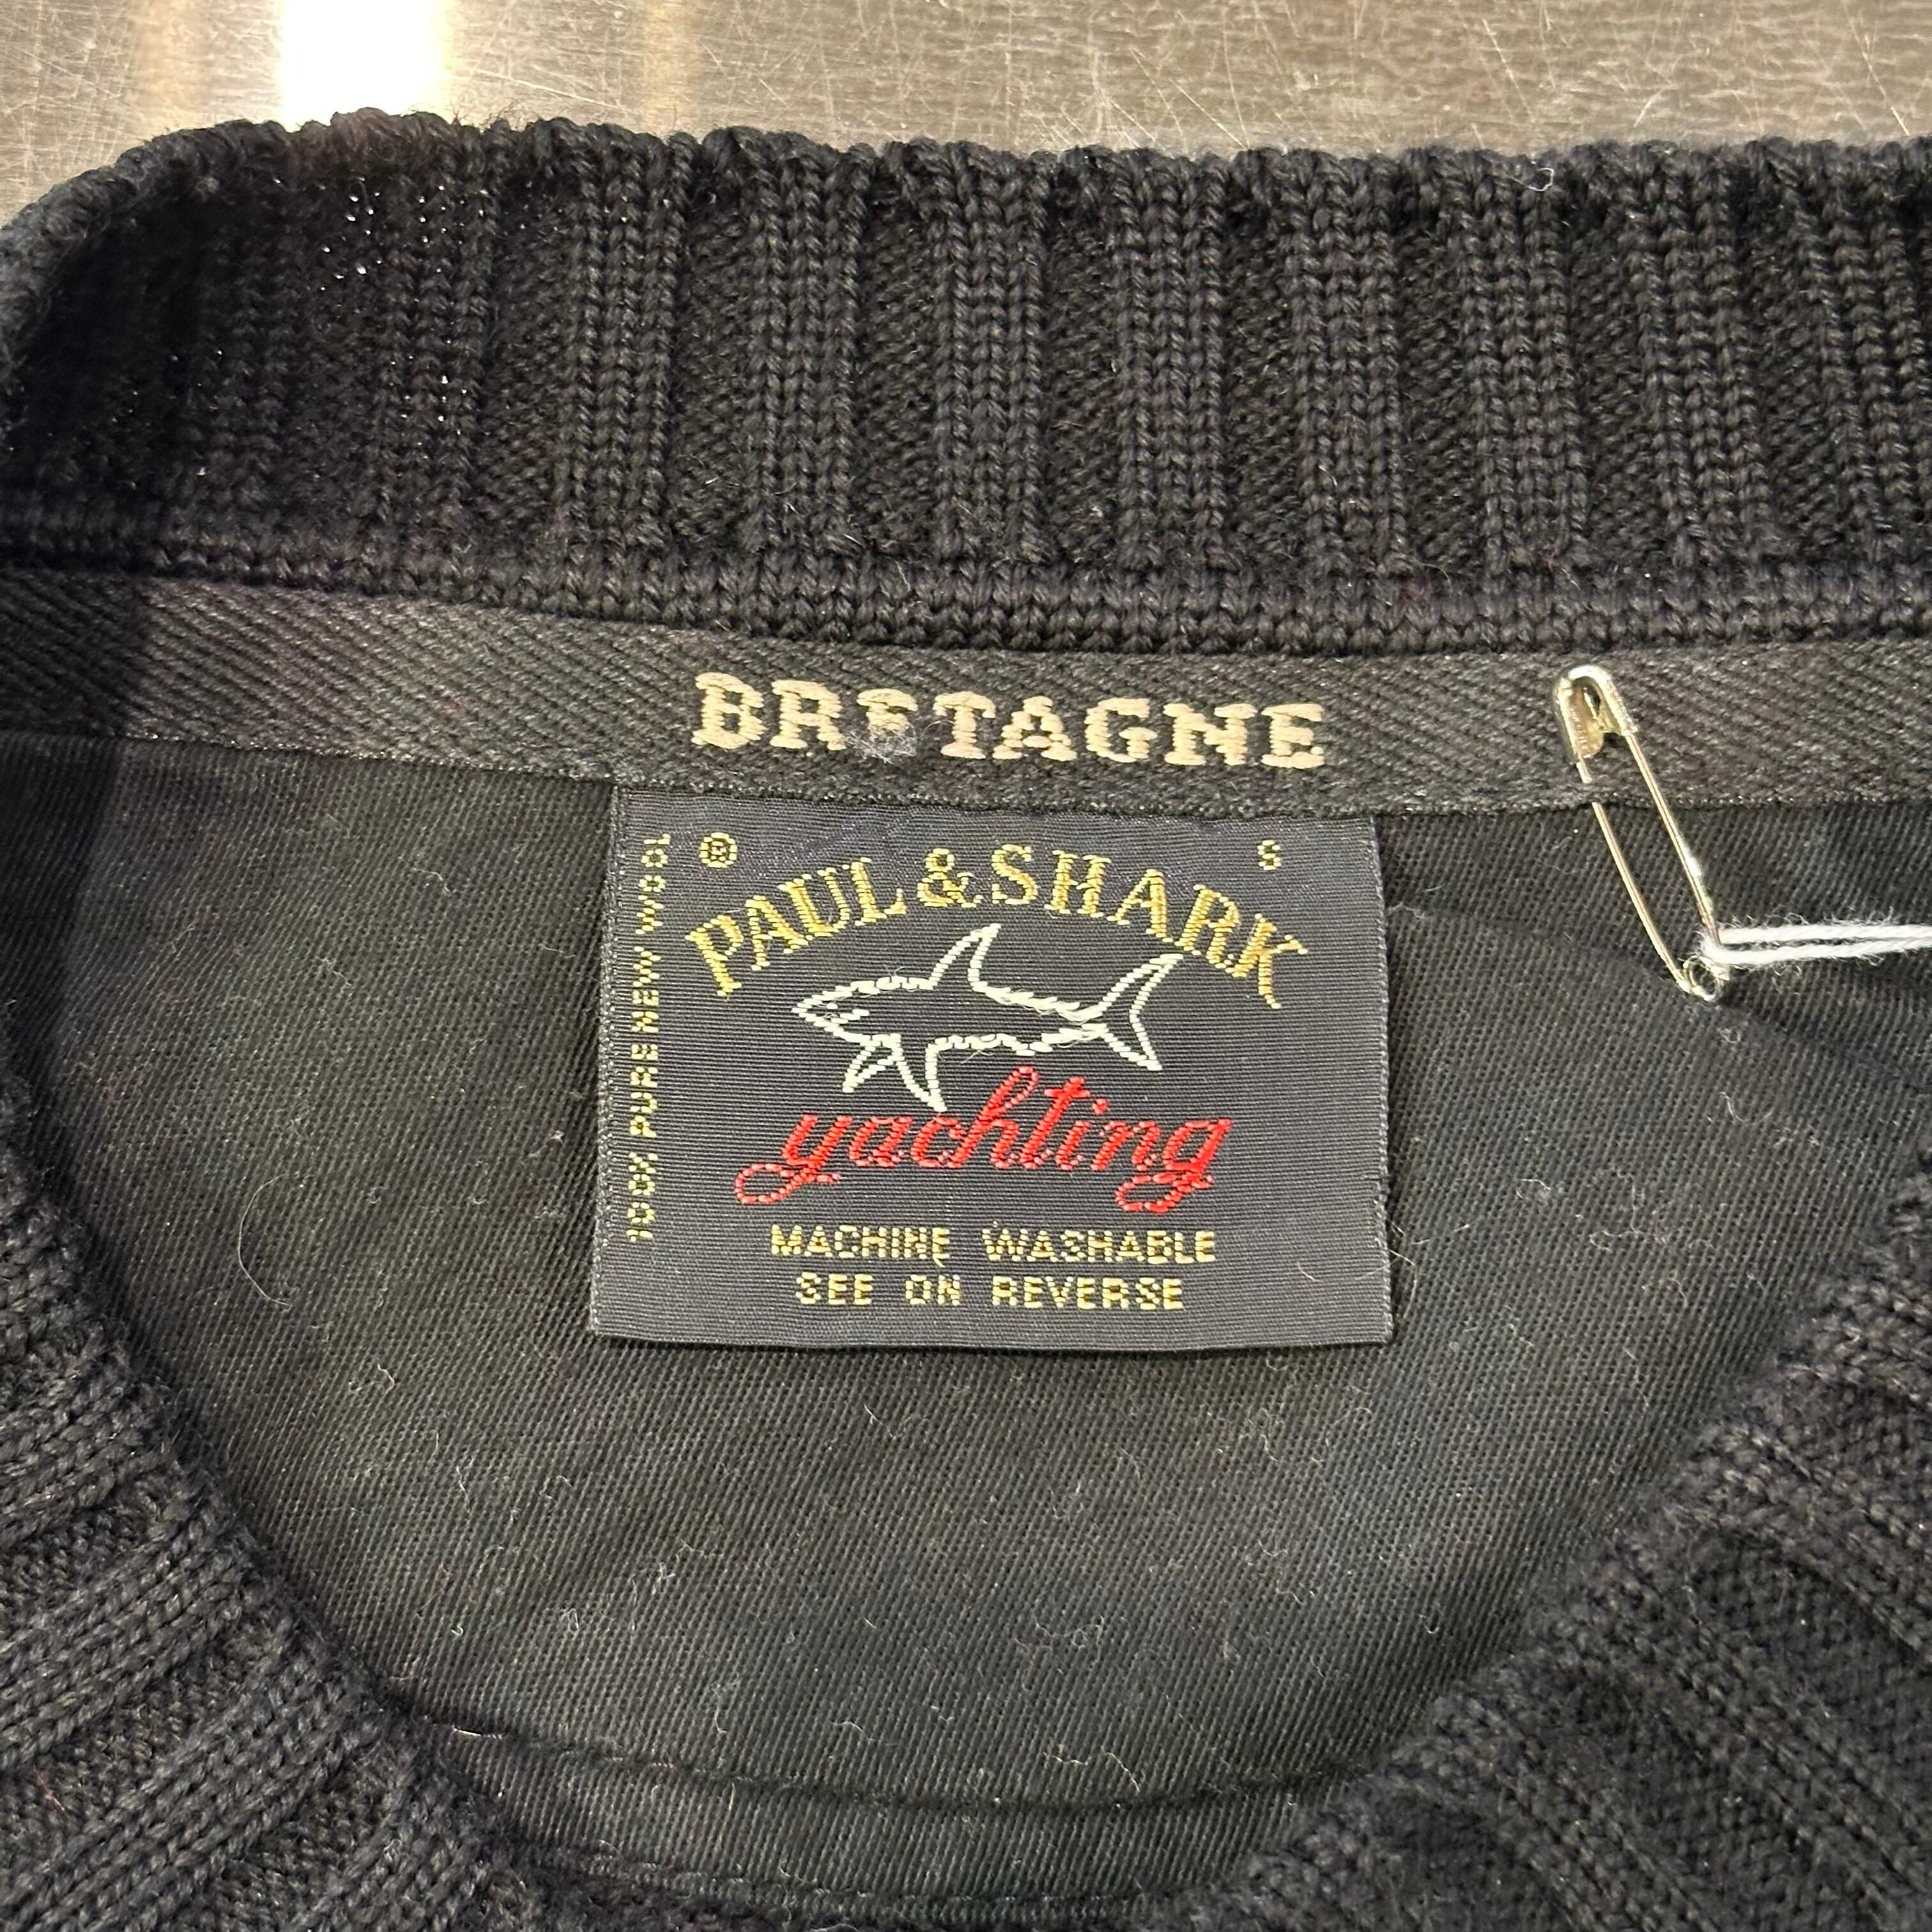 BRETAGNE
® S
PAUL & SHARK
yachting
MACHINE WASHABLE
SEE ON REVERSE
100% PURE NEW WOOL